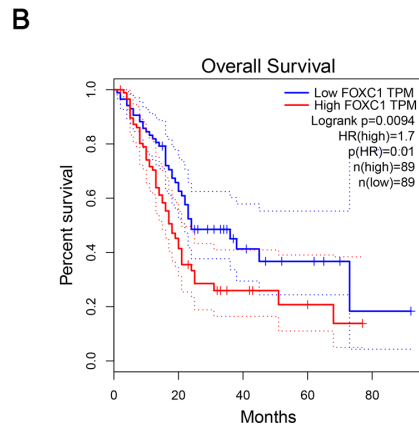 B
Overall Survival
Low FOXC1 TPM
High FOXC1 TPM
Logrank p=0.0094
HR(high)=1.7
p(HR)=0.01
n(high)=89
n(low)=89
Percent survival
1.0
0.8
0.6
0.4
0.2
0.0
0 20 40 60 80
Months